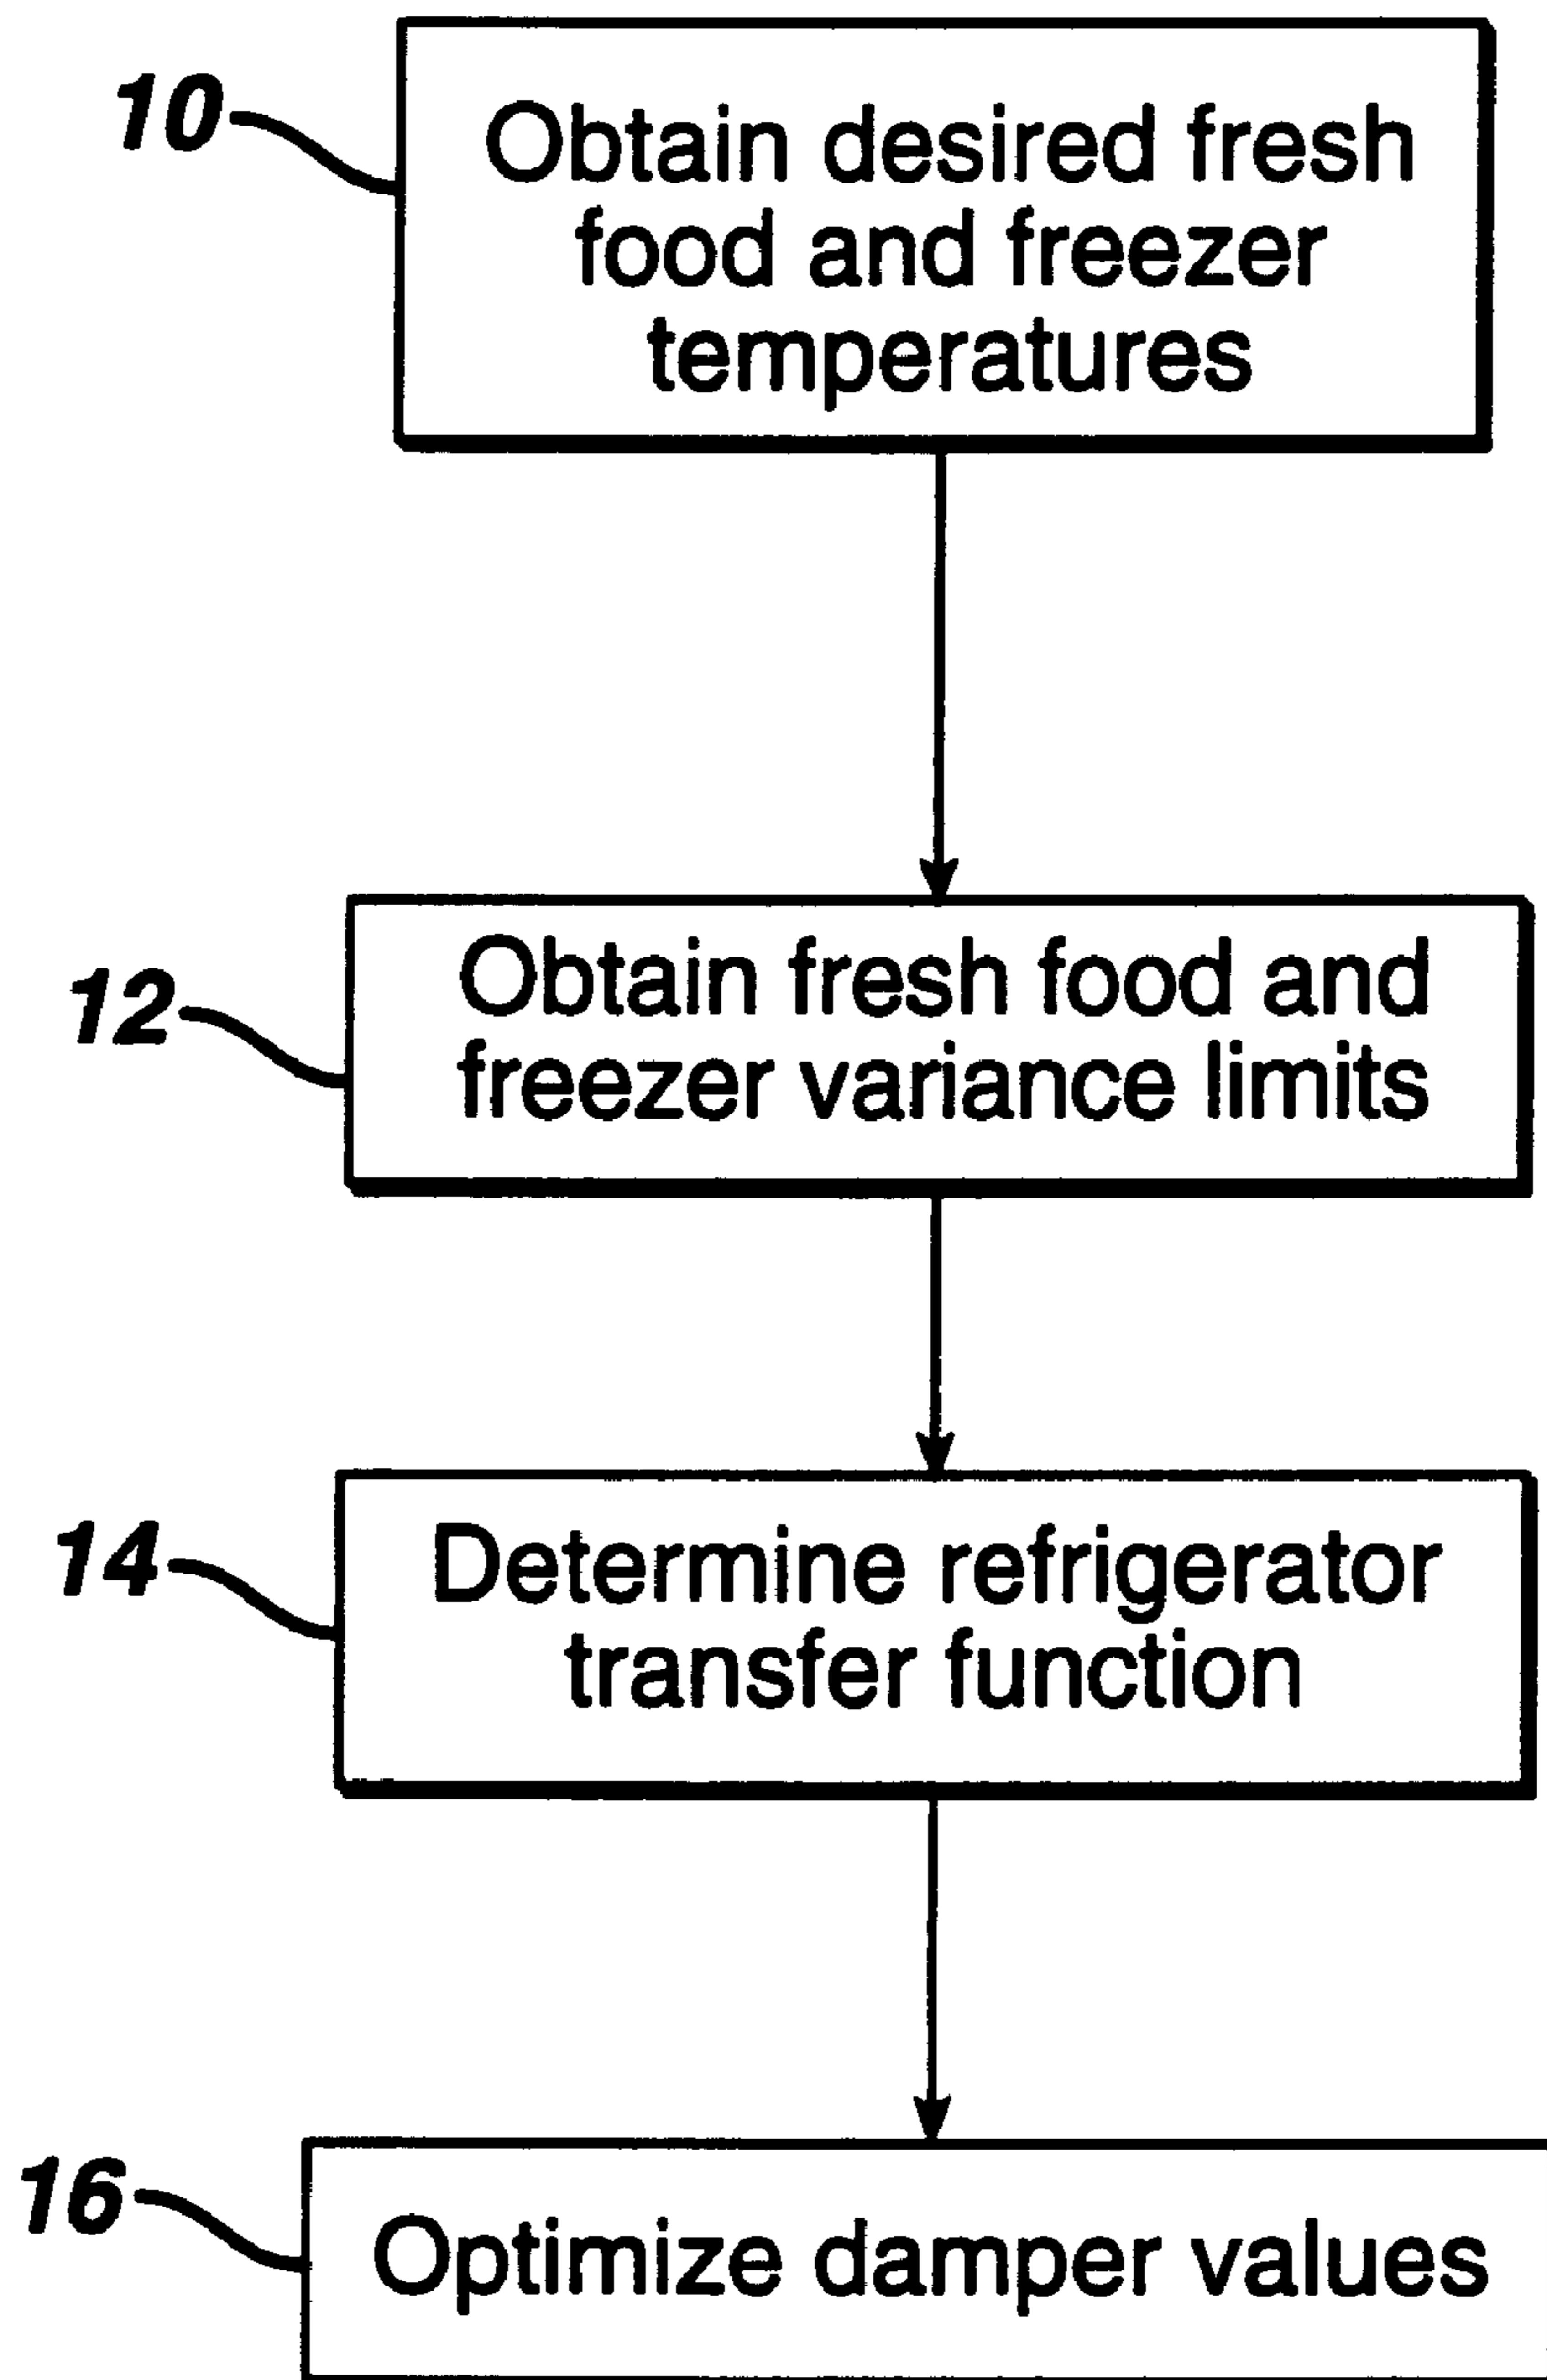 10
Obtain desired fresh
food and freezer
temperatures
12
Obtain fresh food and
freezer variance limits
14
Determine refrigerator
transfer function
16
Optimize damper values